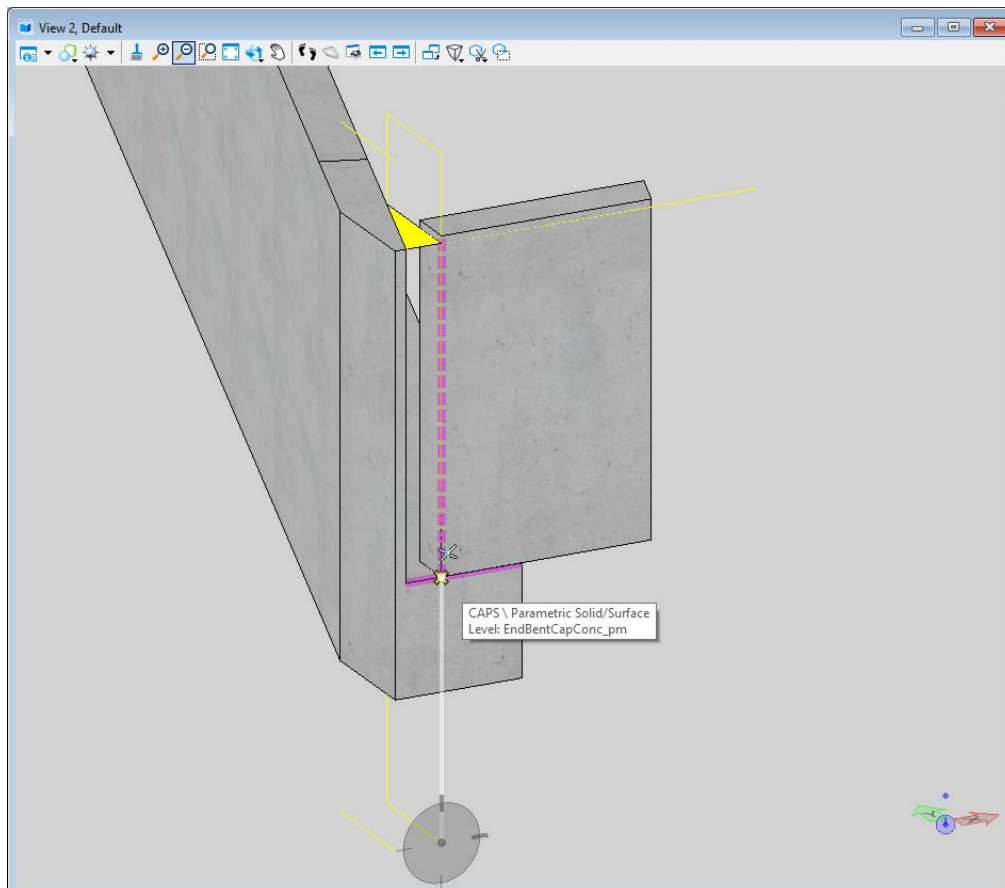 View 2, Default
CAPS \ Parametric Solid/Surface
Level: EndBentCapConc_pm